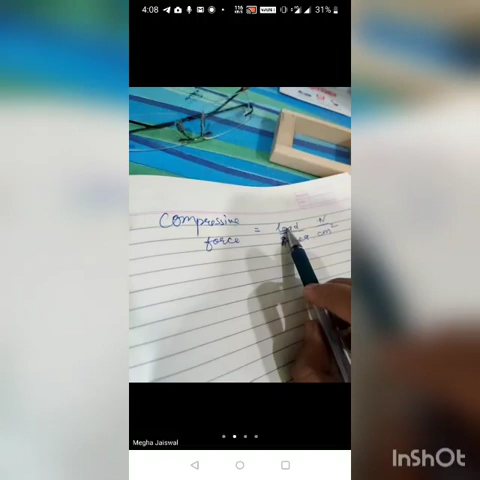 4:08
31%
Compressive
force = load N
cm²
Megha Jaiswal
InShOt